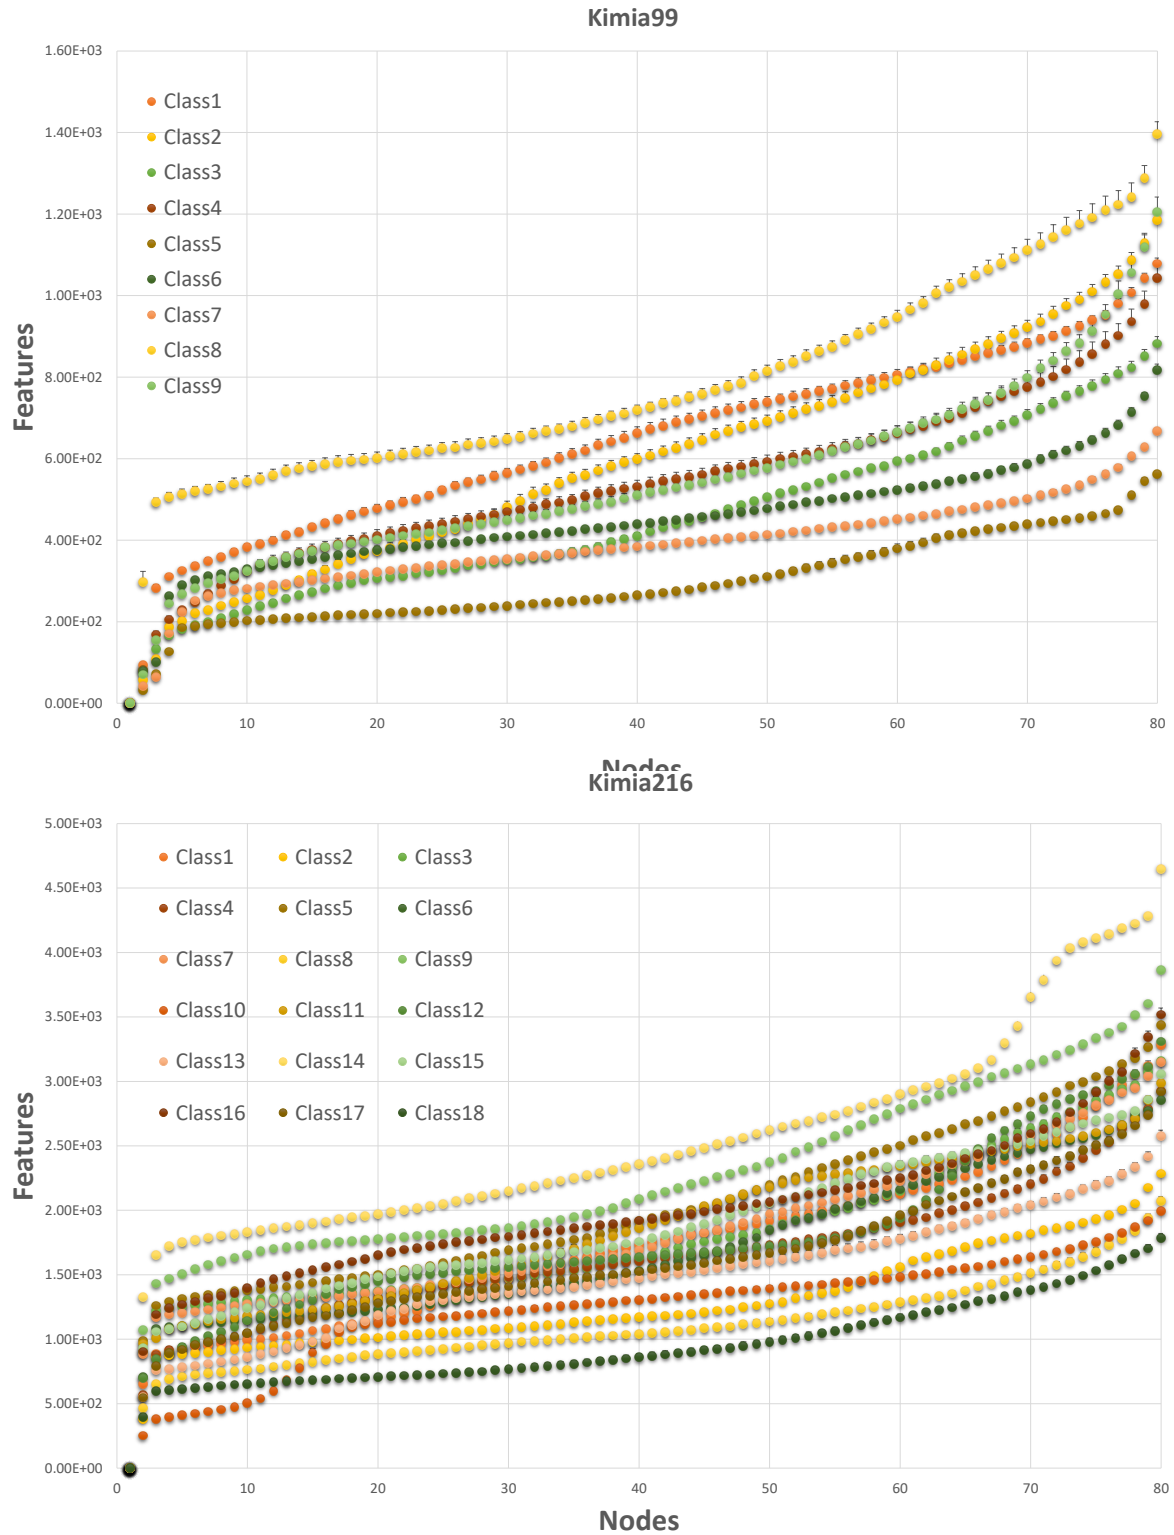 Kimia99
1.60E+03
1.40E+03
1.20E+03
1.00E+03
8.00E+02
6.00E+02
4.00E+02
2.00E+02
0.00E+00
Features
Class1
Class2
Class3
Class4
Class5
Class6
Class7
Class8
Class9
0 10 20 30 40 50 60 70 80
Nodes
Kimia216
5.00E+03
4.50E+03
4.00E+03
3.50E+03
3.00E+03
2.50E+03
2.00E+03
1.50E+03
1.00E+03
5.00E+02
0.00E+00
Features
Class1 Class2 Class3
Class4 Class5 Class6
Class7 Class8 Class9
Class10 Class11 Class12
Class13 Class14 Class15
Class16 Class17 Class18
0 10 20 30 40 50 60 70 80
Nodes